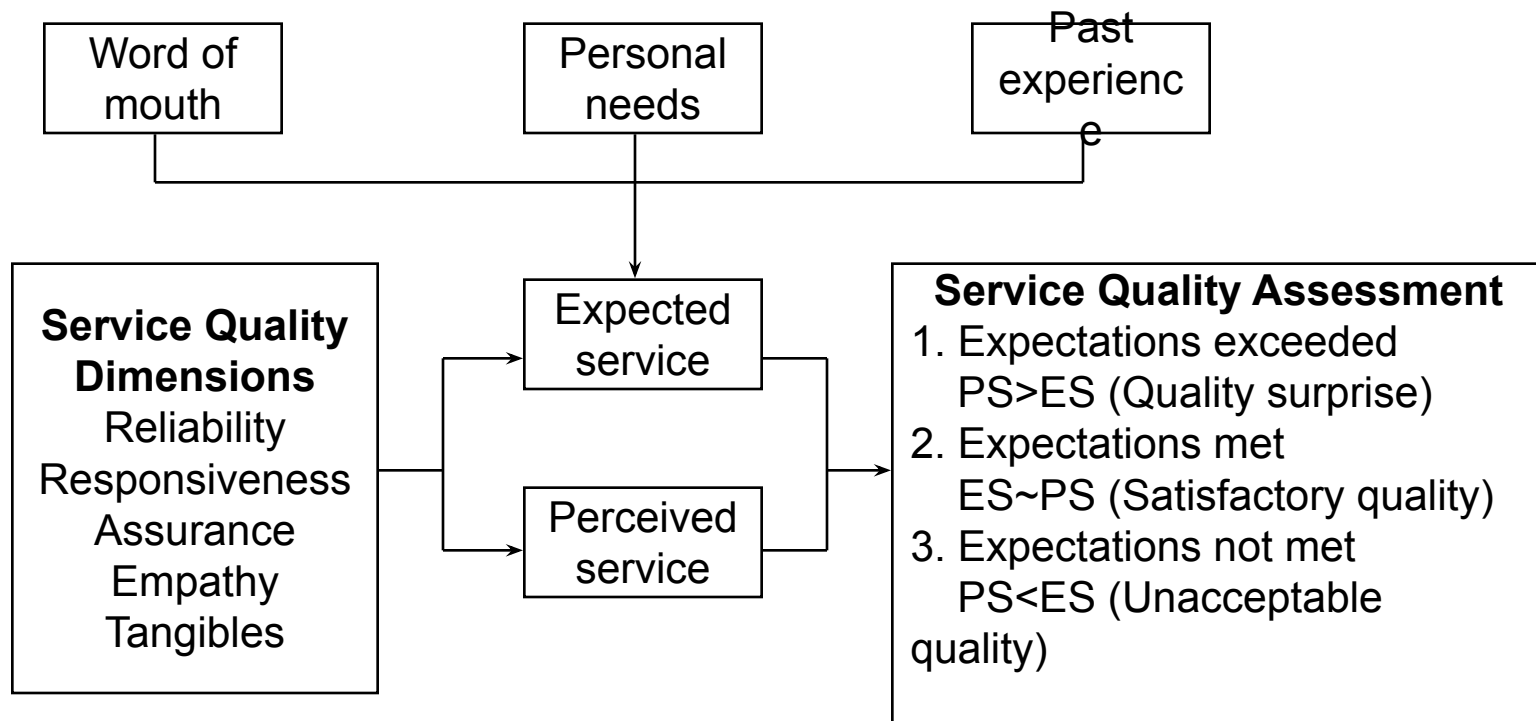 Word of
mouth
Personal
needs
Past
experienc
e
Service Quality
Dimensions
Reliability
Responsiveness
Assurance
Empathy
Tangibles
Expected
service
Perceived
service
Service Quality Assessment
1. Expectations exceeded
PS>ES (Quality surprise)
2. Expectations met
ES~PS (Satisfactory quality)
3. Expectations not met
PS<ES (Unacceptable
quality)